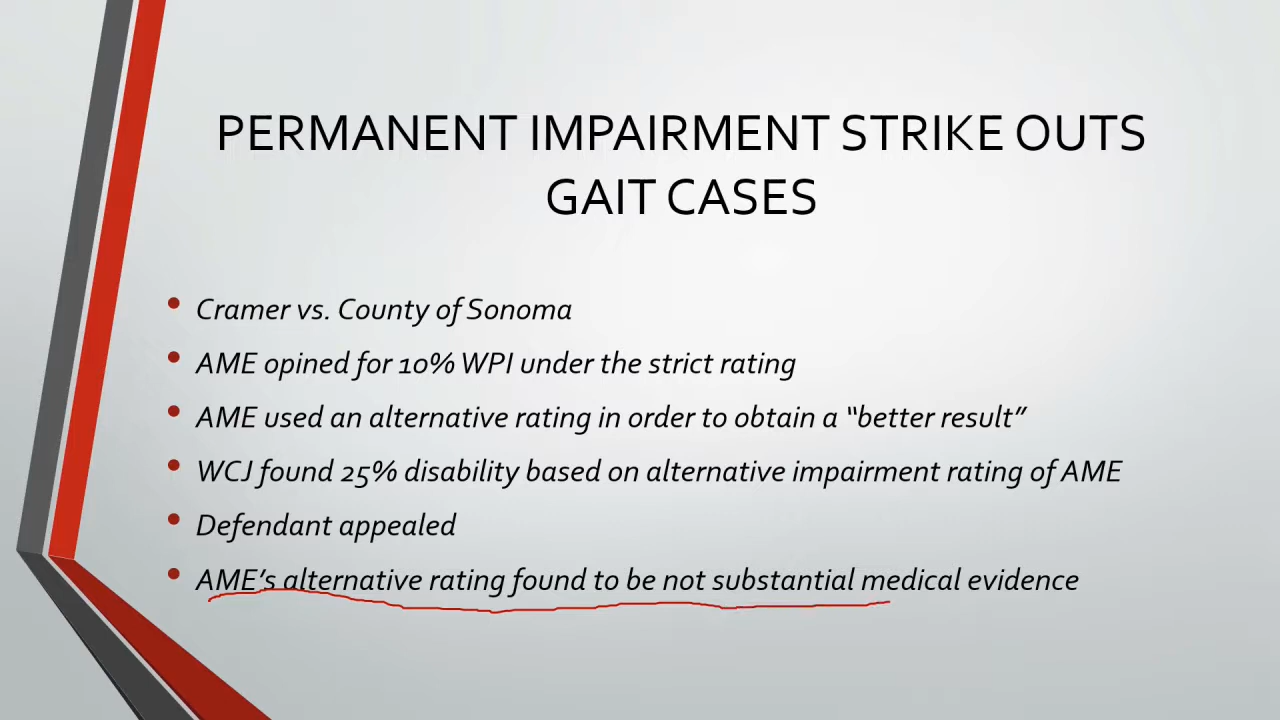 PERMANENT IMPAIRMENT STRIKE OUTS
GAIT CASES
• Cramer vs. County of Sonoma
• AME opined for 10% WPI under the strict rating
• AME used an alternative rating in order to obtain a “better result”
• WCJ found 25% disability based on alternative impairment rating of AME
• Defendant appealed
• AME’s alternative rating found to be not substantial medical evidence